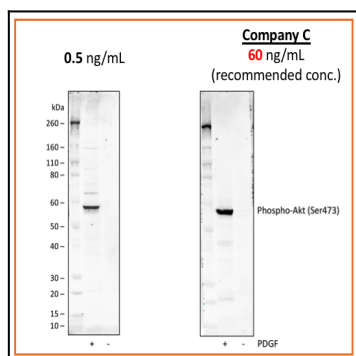 0.5 ng/mL
Company C
60 ng/mL
(recommended conc.)
kDa
260 –
160 –
110 –
80 –
60 –
50 –
40 –
30 –
20 –
15 –
10 –
Phospho-Akt (Ser473)
+ -
+ - PDGF